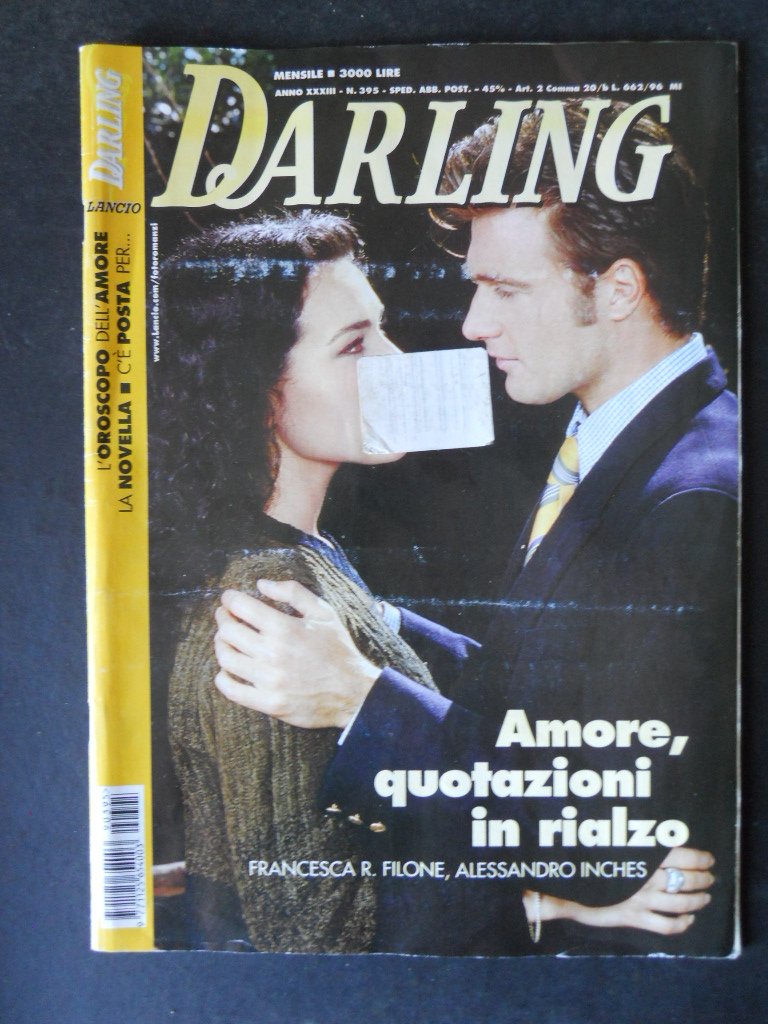 MENSILE ■ 3000 LIRE
ANNO XXXIII - N. 395 - SPED. ABB. POST. - 45% - Art. 2 Comma 20/b L. 662/96 MI
DARLING
www.Lancio.com/fotoromanzi
DARLING
LANCIO
L'OROSCOPO DELL'AMORE
LA NOVELLA ■ C'È POSTA PER...
Amore,
quotazioni
in rialzo
FRANCESCA R. FILONE, ALESSANDRO INCHES